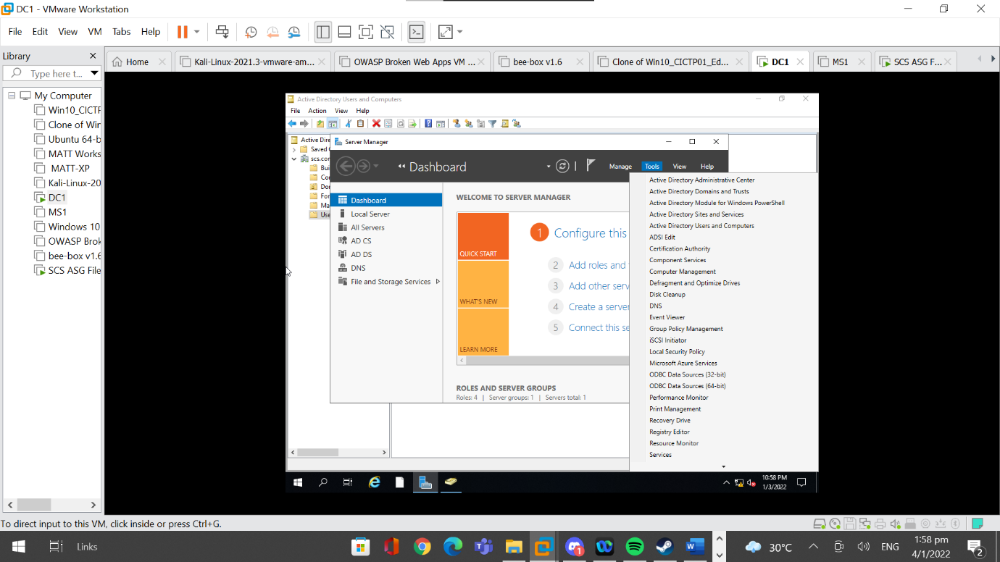 DC1 - VMware Workstation
File Edit View VM Tabs Help
Library
Type here t...
Home
Kali-Linux-2021.3-vmware-am...
OWASP Broken Web Apps VM ...
bee-box v1.6
Clone of Win10_CICTP01_Ed...
DC1
MS1
SCS ASG F...
My Computer
Win10_CICTF
Clone of Win
Ubuntu 64-b
MATT Works
MATT-XP
Kali-Linux-20
DC1
MS1
Windows 10
OWASP Brok
bee-box v1.6
SCS ASG File
Active Directory Users and Computers
File Action View Help
Active Dire
Saved
scs.cor
Bui
Co
Do
For
Ma
Use
Server Manager
Dashboard
Manage Tools View Help
Dashboard
Local Server
All Servers
AD CS
AD DS
DNS
File and Storage Services
WELCOME TO SERVER MANAGER
QUICK START
WHAT'S NEW
LEARN MORE
1 Configure this
2 Add roles and
3 Add other serv
4 Create a server
5 Connect this se
ROLES AND SERVER GROUPS
Roles: 4 | Server groups: 1 | Servers total: 1
Active Directory Administrative Center
Active Directory Domains and Trusts
Active Directory Module for Windows PowerShell
Active Directory Sites and Services
Active Directory Users and Computers
ADSI Edit
Certification Authority
Component Services
Computer Management
Defragment and Optimize Drives
Disk Cleanup
DNS
Event Viewer
Group Policy Management
iSCSI Initiator
Local Security Policy
Microsoft Azure Services
ODBC Data Sources (32-bit)
ODBC Data Sources (64-bit)
Performance Monitor
Print Management
Recovery Drive
Registry Editor
Resource Monitor
Services
10:58 PM
1/3/2022
To direct input to this VM, click inside or press Ctrl+G.
Links
30°C
ENG
1:58 pm
4/1/2022
2